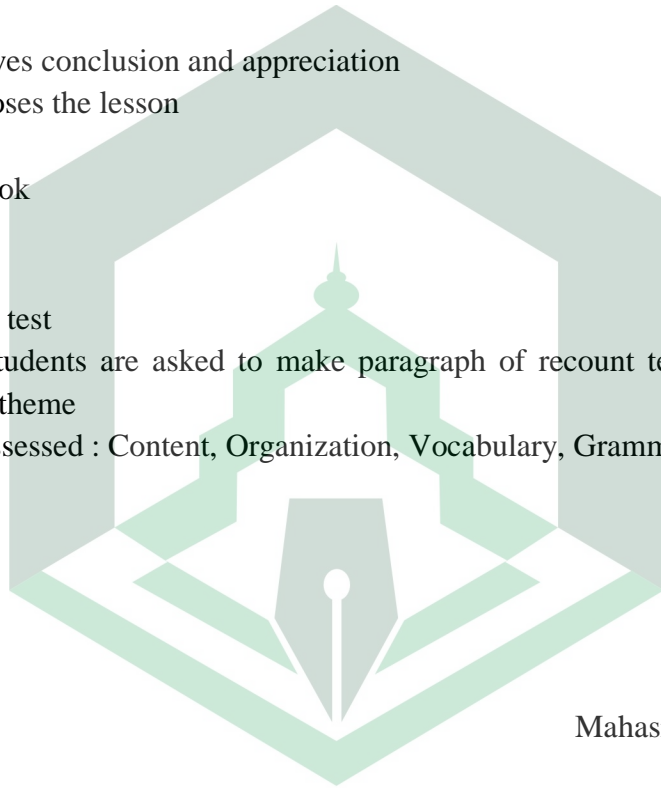 ves conclusion and appreciation
oses the lesson
ok
test
tudents are asked to make paragraph of recount te
theme
ssessed : Content, Organization, Vocabulary, Gramm
Mahas